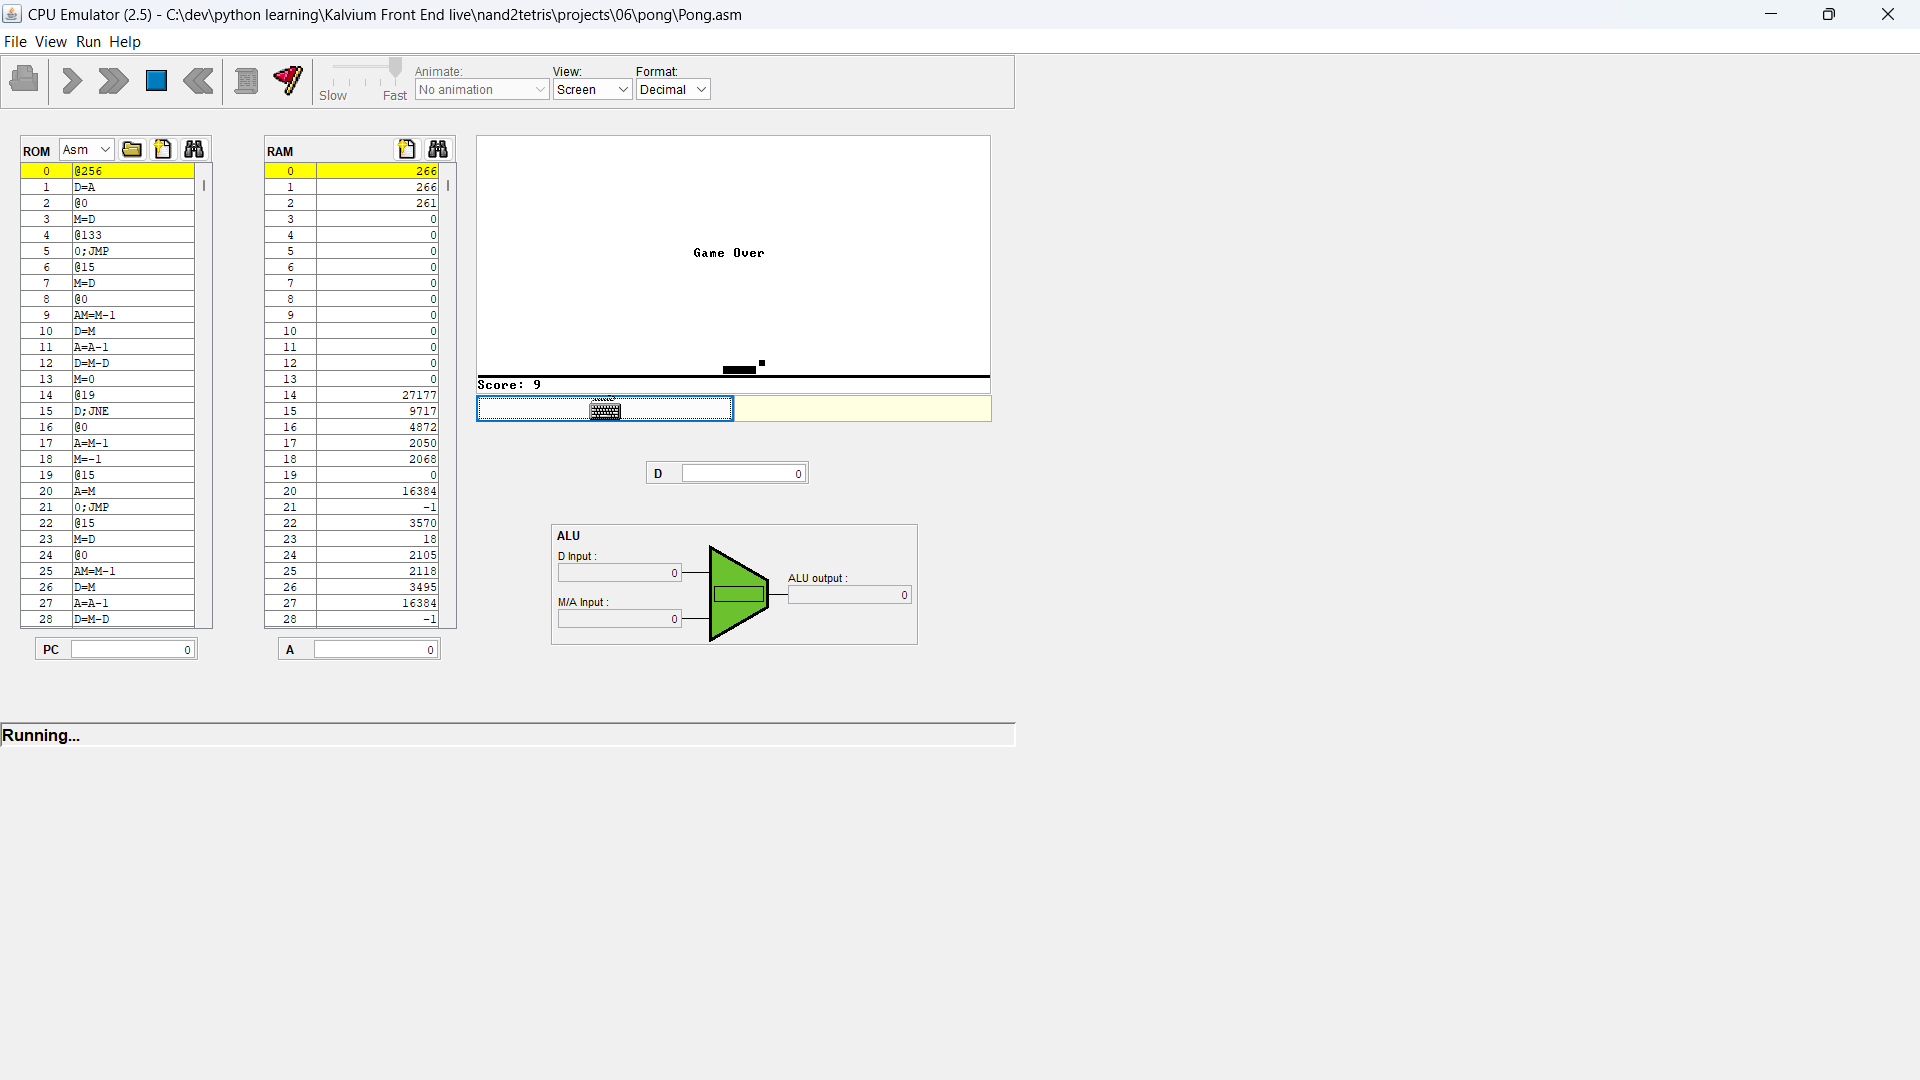 CPU Emulator (2.5) - C:\dev\python learning\Kalvium Front End live\nand2tetris\projects\06\pong\Pong.asm
File View Run Help
Slow Fast
Animate:
No animation
View:
Screen
Format:
Decimal
ROM Asm
0 @256
1 D=A
2 @0
3 M=D
4 @133
5 0;JMP
6 @15
7 M=D
8 @0
9 AM=M-1
10 D=M
11 A=A-1
12 D=M-D
13 M=0
14 @19
15 D;JNE
16 @0
17 A=M-1
18 M=-1
19 @15
20 A=M
21 0;JMP
22 @15
23 M=D
24 @0
25 AM=M-1
26 D=M
27 A=A-1
28 D=M-D
PC 0
RAM
0 266
1 266
2 261
3 0
4 0
5 0
6 0
7 0
8 0
9 0
10 0
11 0
12 0
13 0
14 27177
15 9717
16 4872
17 2050
18 2068
19 0
20 16384
21 -1
22 3570
23 18
24 2105
25 2118
26 3495
27 16384
28 -1
A 0
Game Over
Score: 9
D 0
ALU
D Input :
0
M/A Input :
0
ALU output :
0
Running...